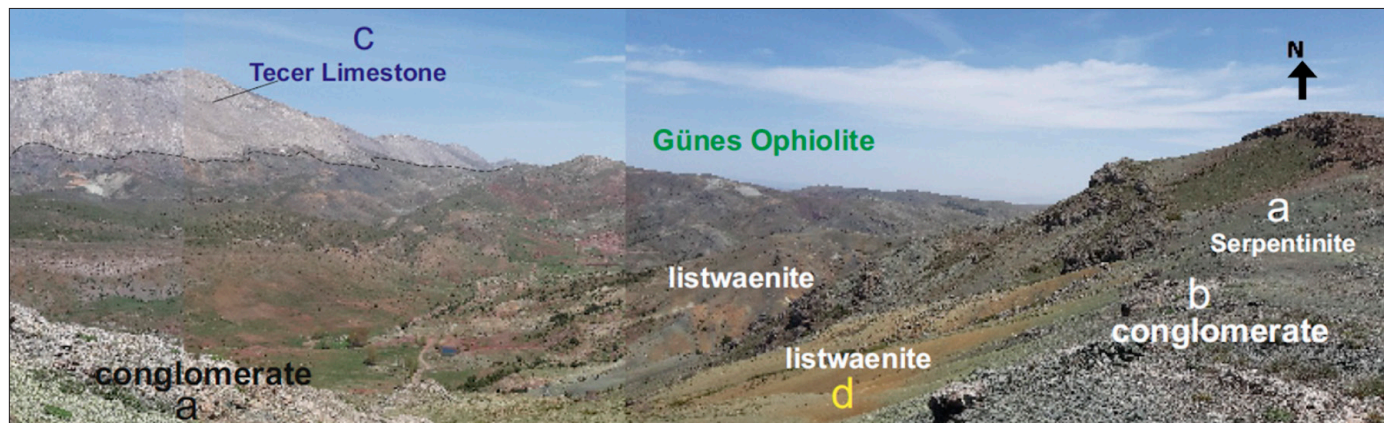 C
Tecer Limestone
N
Günes Ophiolite
a
Serpentinite
listwaenite
b
conglomerate
listwaenite
d
conglomerate
a